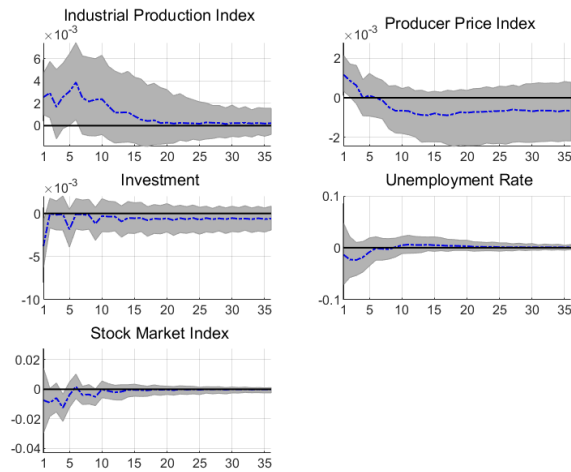 Industrial Production Index
×10⁻³
6
4
2
0
1 5 10 15 20 25 30 35
Producer Price Index
×10⁻³
2
0
-2
1 5 10 15 20 25 30 35
Investment
×10⁻³
0
-5
-10
1 5 10 15 20 25 30 35
Unemployment Rate
0.1
0
-0.1
1 5 10 15 20 25 30 35
Stock Market Index
0.02
0
-0.02
-0.04
1 5 10 15 20 25 30 35